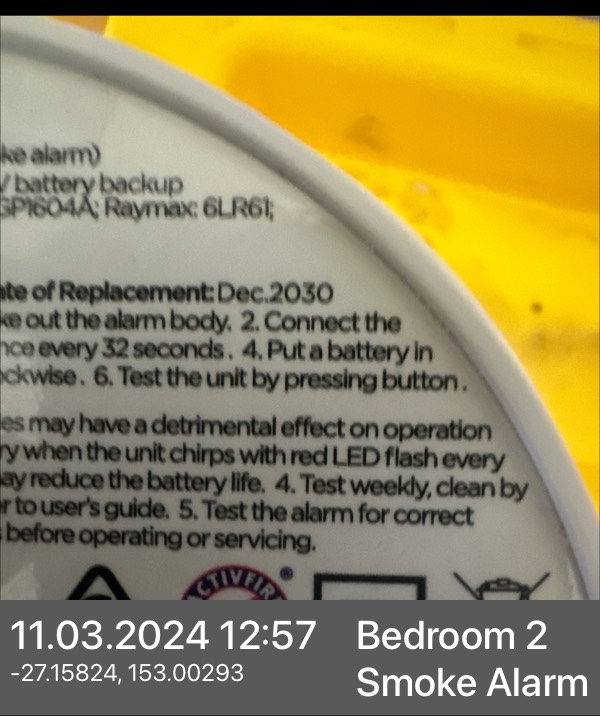 ke alarm)
/ battery backup
GP1604A; Raymax: 6LR61;
ate of Replacement: Dec.2030
ke out the alarm body. 2. Connect the
nce every 32 seconds. 4. Put a battery in
ockwise. 6. Test the unit by pressing button.
es may have a detrimental effect on operation
ry when the unit chirps with red LED flash every
ay reduce the battery life. 4. Test weekly, clean by
r to user's guide. 5. Test the alarm for correct
s before operating or servicing.
CTIVFIR ®
11.03.2024 12:57
-27.15824, 153.00293
Bedroom 2
Smoke Alarm